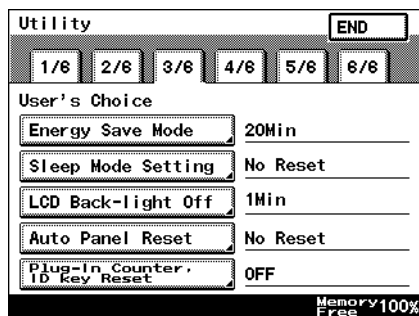 Utility
END
1/6 2/6 3/6 4/6 5/6 6/6
User's Choice
Energy Save Mode 20Min
Sleep Mode Setting No Reset
LCD Back-light Off 1Min
Auto Panel Reset No Reset
Plug-In Counter,
ID key Reset OFF
Memory
Free 100%